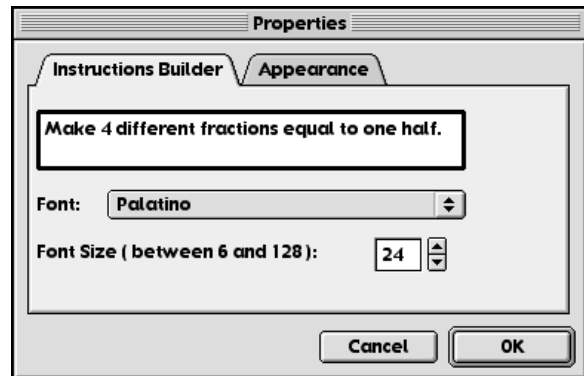 Properties
Instructions Builder Appearance
Make 4 different fractions equal to one half.
Font: Palatino
Font Size ( between 6 and 128 ): 24
Cancel OK